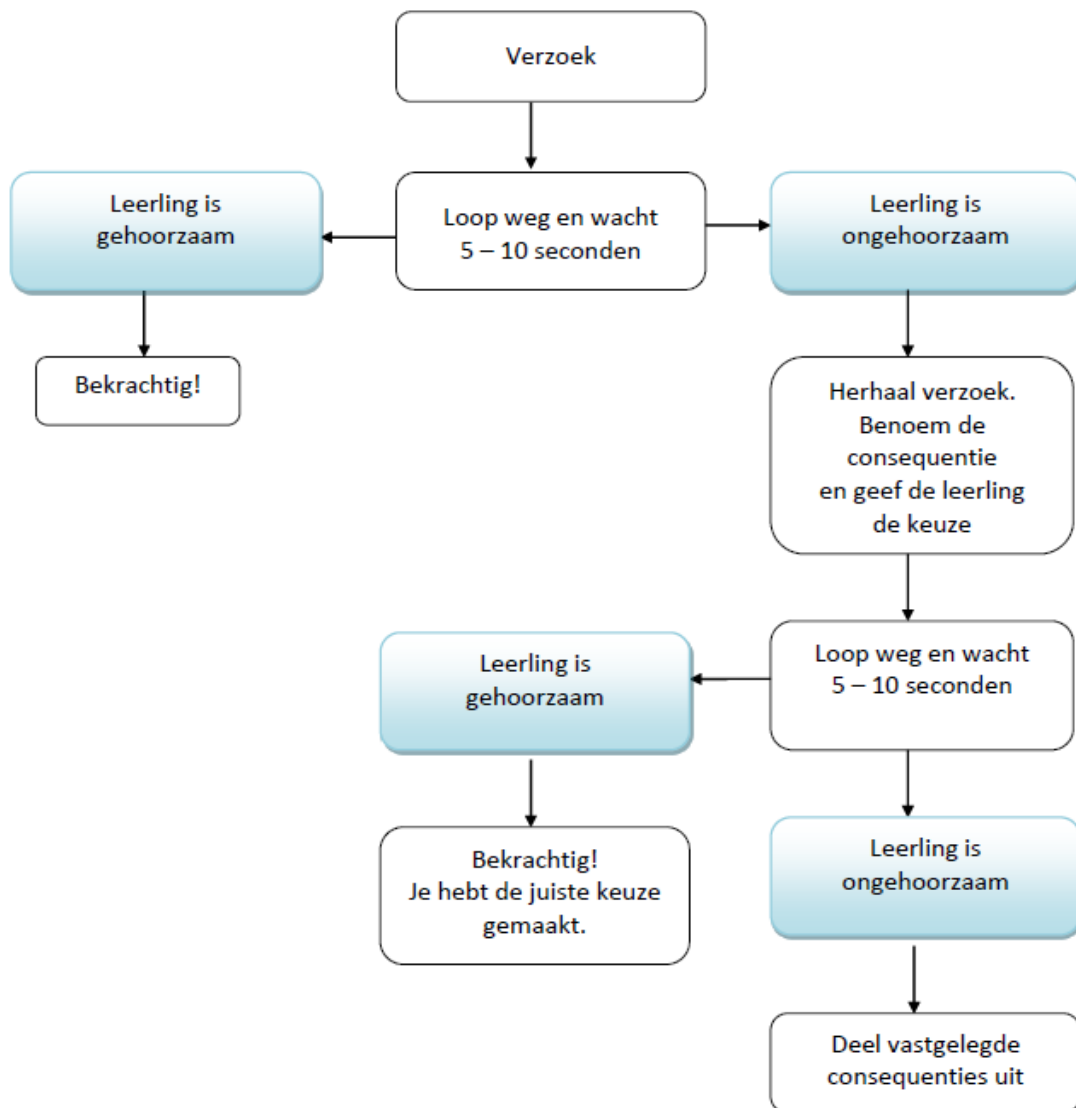 Verzoek
Leerling is
gehoorzaam
Loop weg en wacht
5 – 10 seconden
Leerling is
ongehoorzaam
Bekrachtig!
Herhaal verzoek.
Benoem de
consequentie
en geef de leerling
de keuze
Leerling is
gehoorzaam
Loop weg en wacht
5 – 10 seconden
Bekrachtig!
Je hebt de juiste keuze
gemaakt.
Leerling is
ongehoorzaam
Deel vastgelegde
consequenties uit